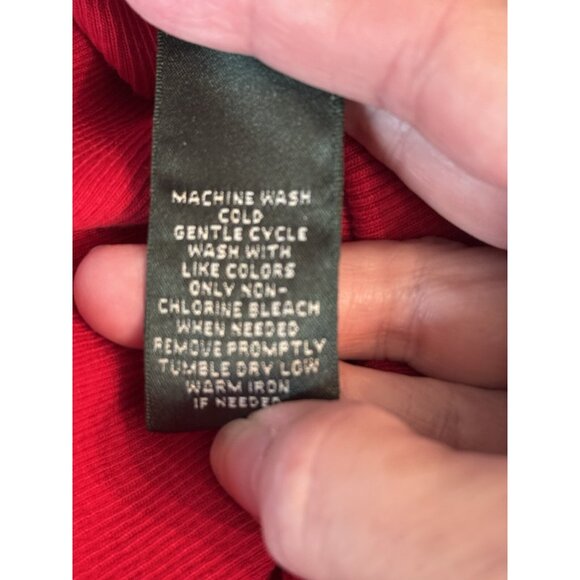 MACHINE WASH
COLD
GENTLE CYCLE
WASH WITH
LIKE COLORS
ONLY NON-
CHLORINE BLEACH
WHEN NEEDED
REMOVE PROMPTLY
TUMBLE DRY LOW
WARM IRON
IF NEEDED